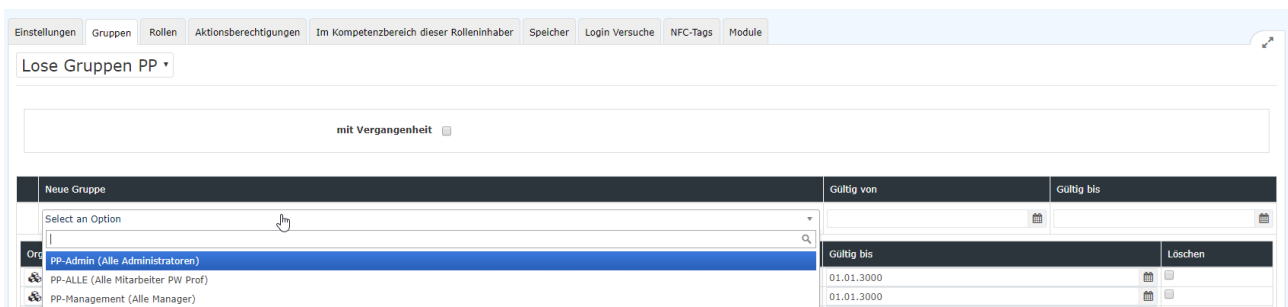 Einstellungen Gruppen Rollen Aktionsberechtigungen Im Kompetenzbereich dieser Rolleninhaber Speicher Login Versuche NFC-Tags Module
Lose Gruppen PP
mit Vergangenheit
Neue Gruppe Gültig von Gültig bis
Select an Option
Org Gültig bis Löschen
PP-Admin (Alle Administratoren)
PP-ALLE (Alle Mitarbeiter PW Prof) 01.01.3000
PP-Management (Alle Manager) 01.01.3000